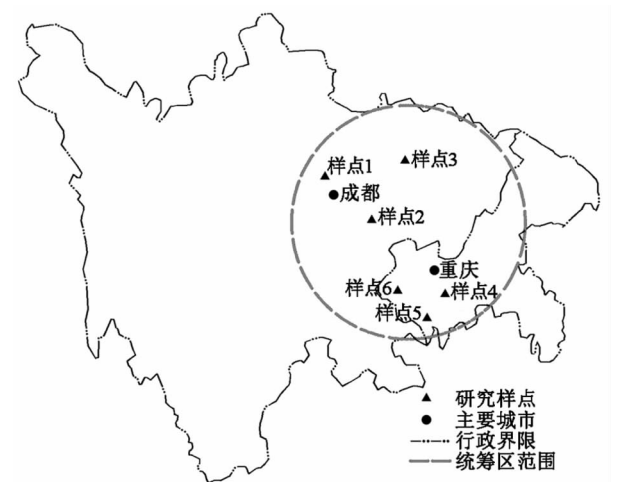 样点3
样点1
成都
样点2
重庆
样点6
样点4
样点5
研究样点
主要城市
行政界限
统筹区范围